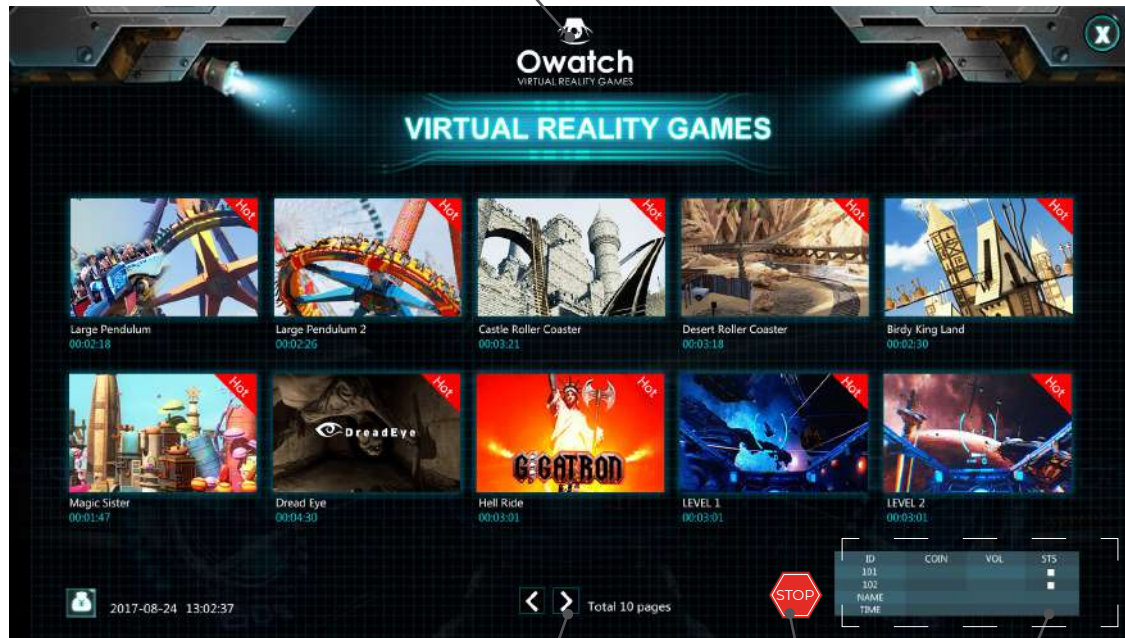 Owatch
VIRTUAL REALITY GAMES
X
VIRTUAL REALITY GAMES
Hot Hot Hot Hot Hot
Large Pendulum Large Pendulum 2 Castle Roller Coaster Desert Roller Coaster Birdy King Land
00:02:18 00:02:26 00:03:21 00:03:18 00:02:30
Hot Hot Hot Hot Hot
DreadEye
GIGATRON
Magic Sister Dread Eye Hell Ride LEVEL 1 LEVEL 2
00:01:47 00:04:30 00:03:01 00:03:01 00:03:01
2017-08-24 13:02:37
Total 10 pages
STOP
ID COIN VOL STS
101
102
NAME
TIME